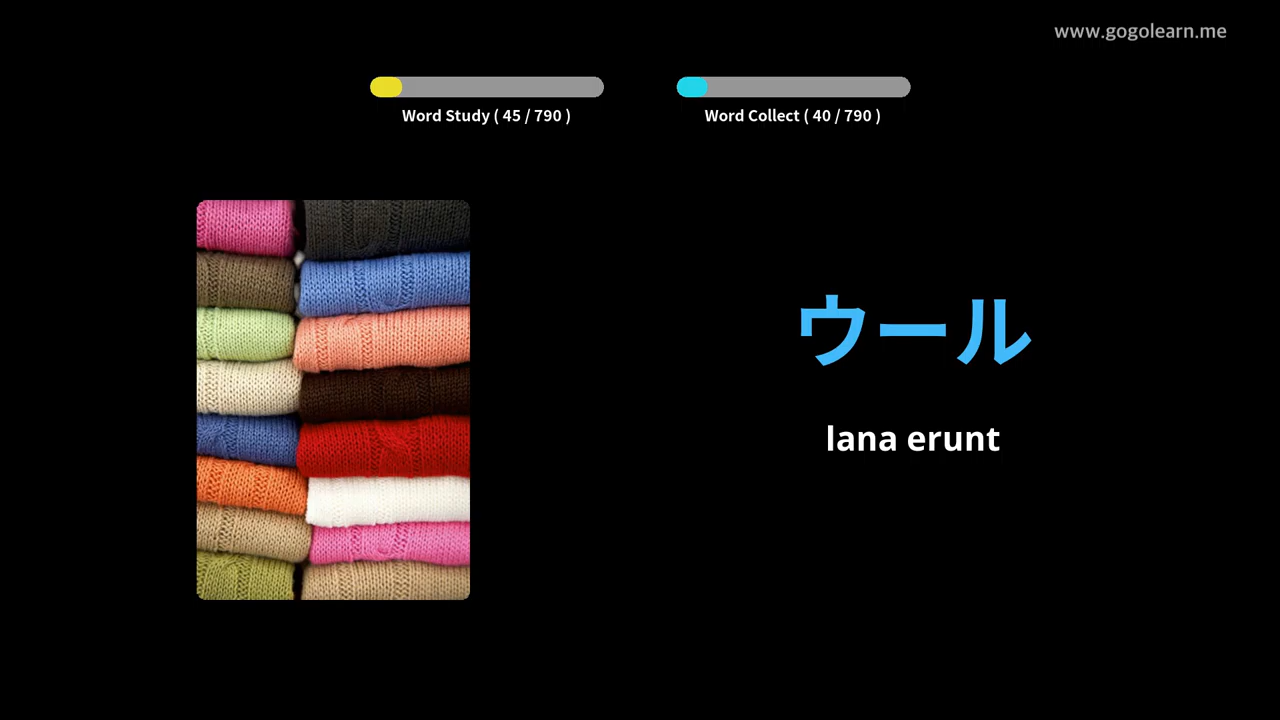 www.gogolearn.me
Word Study ( 45 / 790 )
Word Collect ( 40 / 790 )
ウール
lana erunt